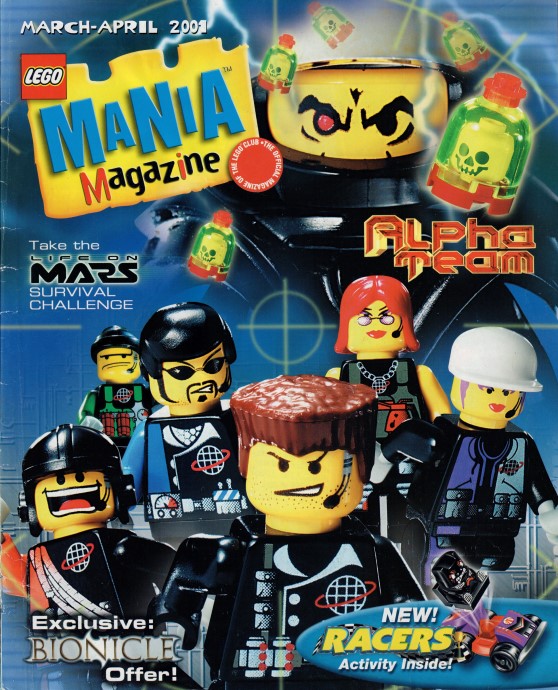 MARCH-APRIL 2001
LEGO
MANIA™
Magazine
THE OFFICIAL MAGAZINE OF THE LEGO CLUB •
ALPHA
TEAM
Take the
LIFE ON
MARS
SURVIVAL
CHALLENGE
Exclusive:
BIONICLE
Offer!
NEW!
RACERS
Activity Inside!